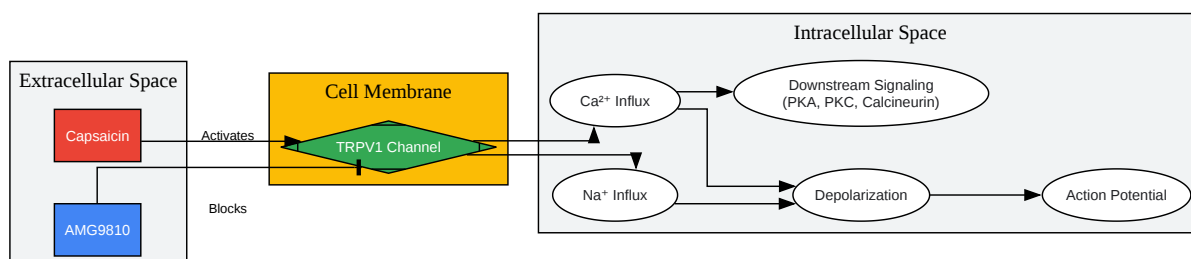 Extracellular Space
Capsaicin
AMG9810
Activates
Blocks
Cell Membrane
TRPV1 Channel
Intracellular Space
Ca²⁺ Influx
Na⁺ Influx
Downstream Signaling
(PKA, PKC, Calcineurin)
Depolarization
Action Potential